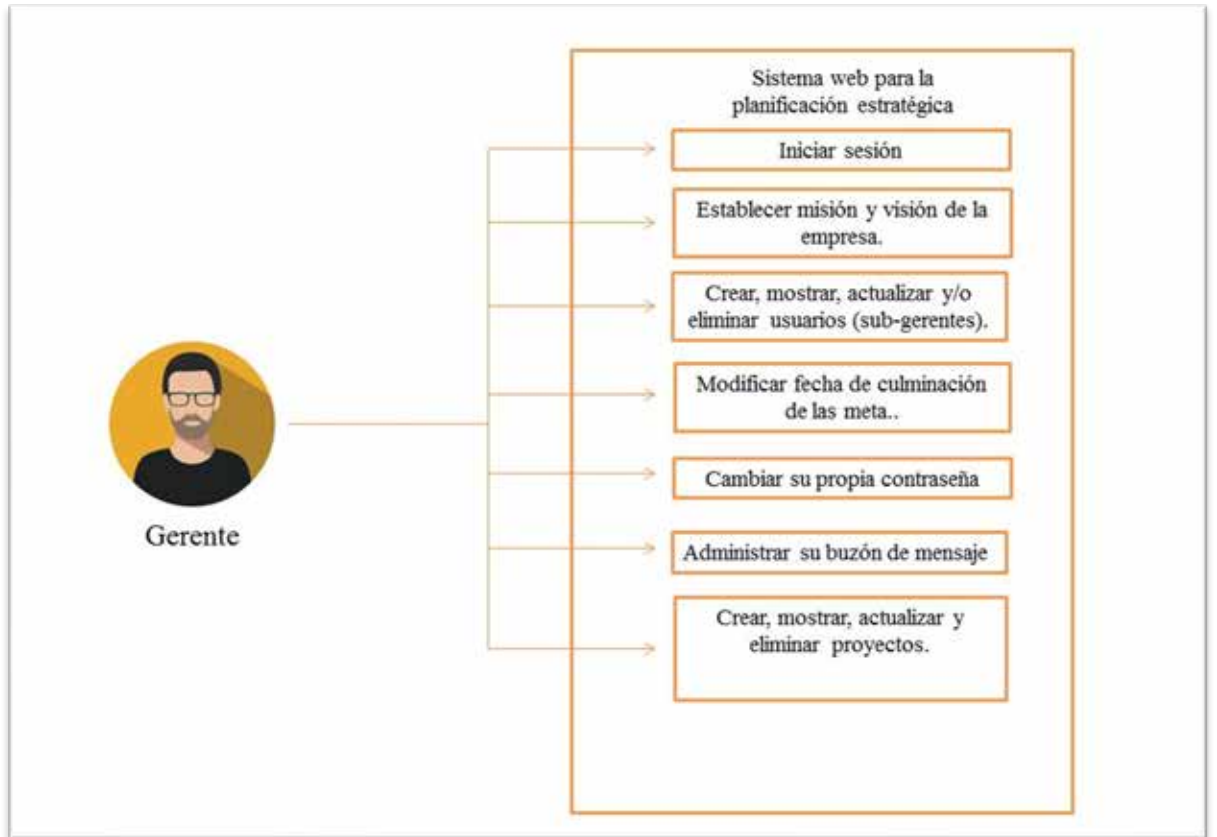 Sistema web para la
planificación estratégica
Iniciar sesión
Establecer misión y visión de la
empresa.
Crear, mostrar, actualizar y/o
eliminar usuarios (sub-gerentes).
Modificar fecha de culminación
de las meta..
Cambiar su propia contraseña
Administrar su buzón de mensaje
Crear, mostrar, actualizar y
eliminar proyectos.
Gerente